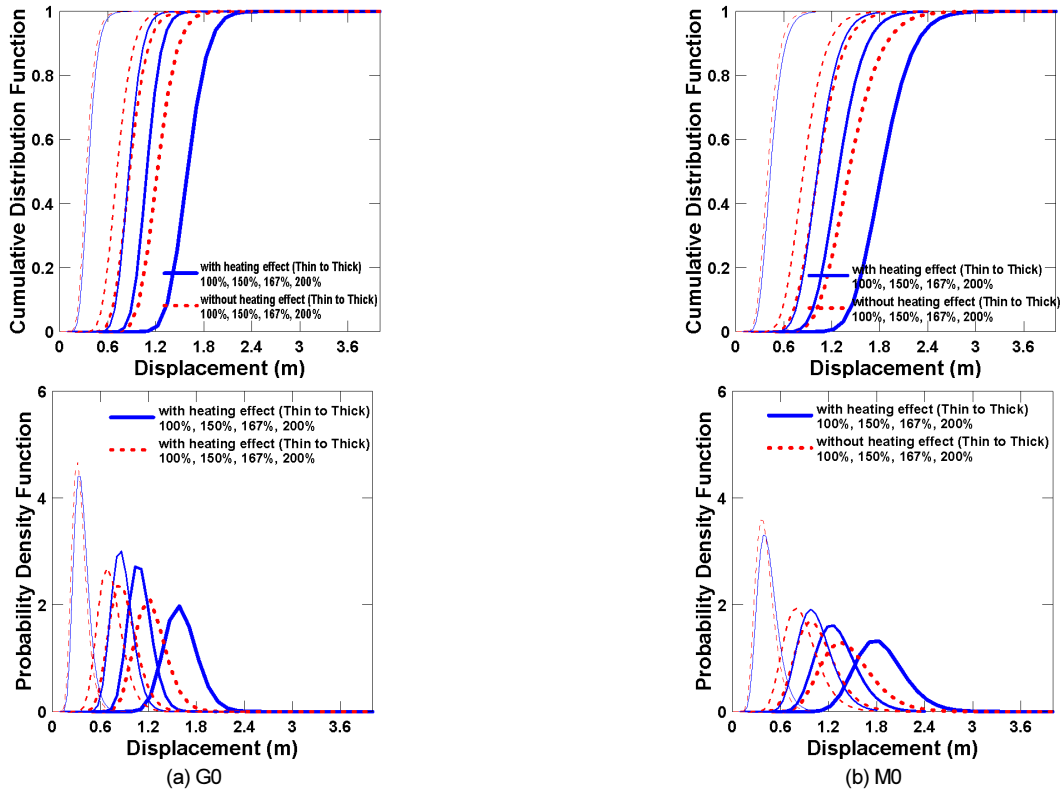 Cumulative Distribution Function
1
0.8
0.6
0.4
0.2
0
with heating effect (Thin to Thick)
100%, 150%, 167%, 200%
without heating effect (Thin to Thick)
100%, 150%, 167%, 200%
0 0.6 1.2 1.8 2.4 3 3.6
Displacement (m)
Cumulative Distribution Function
1
0.8
0.6
0.4
0.2
0
with heating effect (Thin to Thick)
100%, 150%, 167%, 200%
without heating effect (Thin to Thick)
100%, 150%, 167%, 200%
0 0.6 1.2 1.8 2.4 3 3.6
Displacement (m)
Probability Density Function
6
4
2
0
with heating effect (Thin to Thick)
100%, 150%, 167%, 200%
with heating effect (Thin to Thick)
100%, 150%, 167%, 200%
0 0.6 1.2 1.8 2.4 3 3.6
Displacement (m)
(a) G0
Probability Density Function
6
4
2
0
with heating effect (Thin to Thick)
100%, 150%, 167%, 200%
without heating effect (Thin to Thick)
100%, 150%, 167%, 200%
0 0.6 1.2 1.8 2.4 3 3.6
Displacement (m)
(b) M0